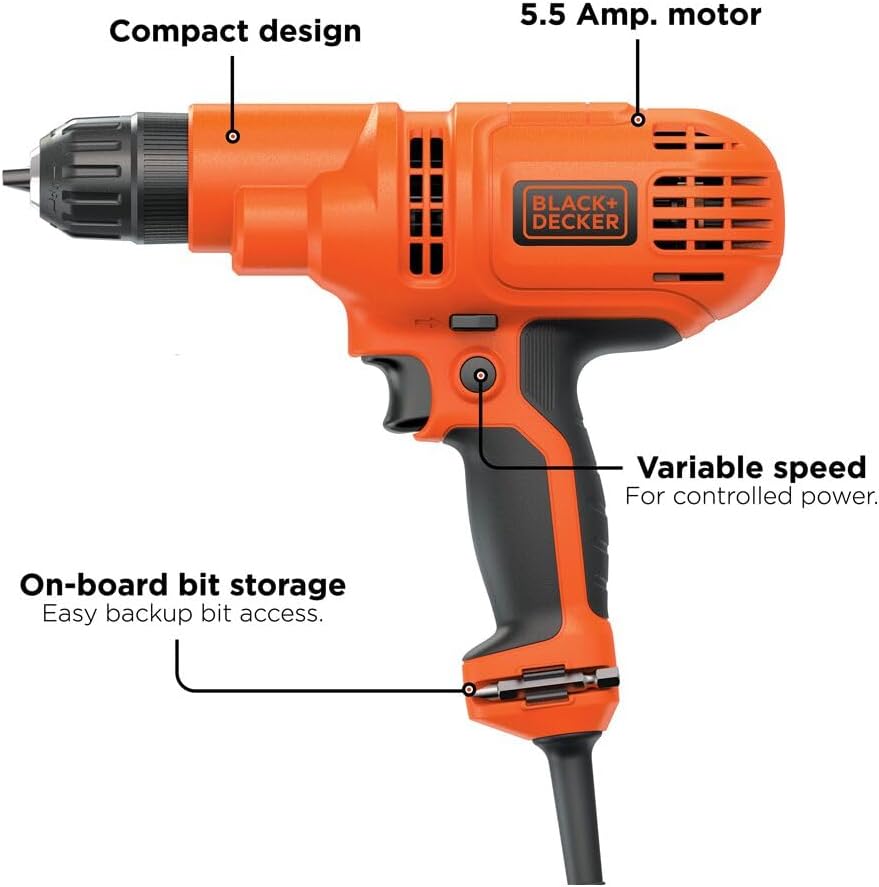 5.5 Amp. motor
Compact design
BLACK+
DECKER
Variable speed
For controlled power.
On-board bit storage
Easy backup bit access.